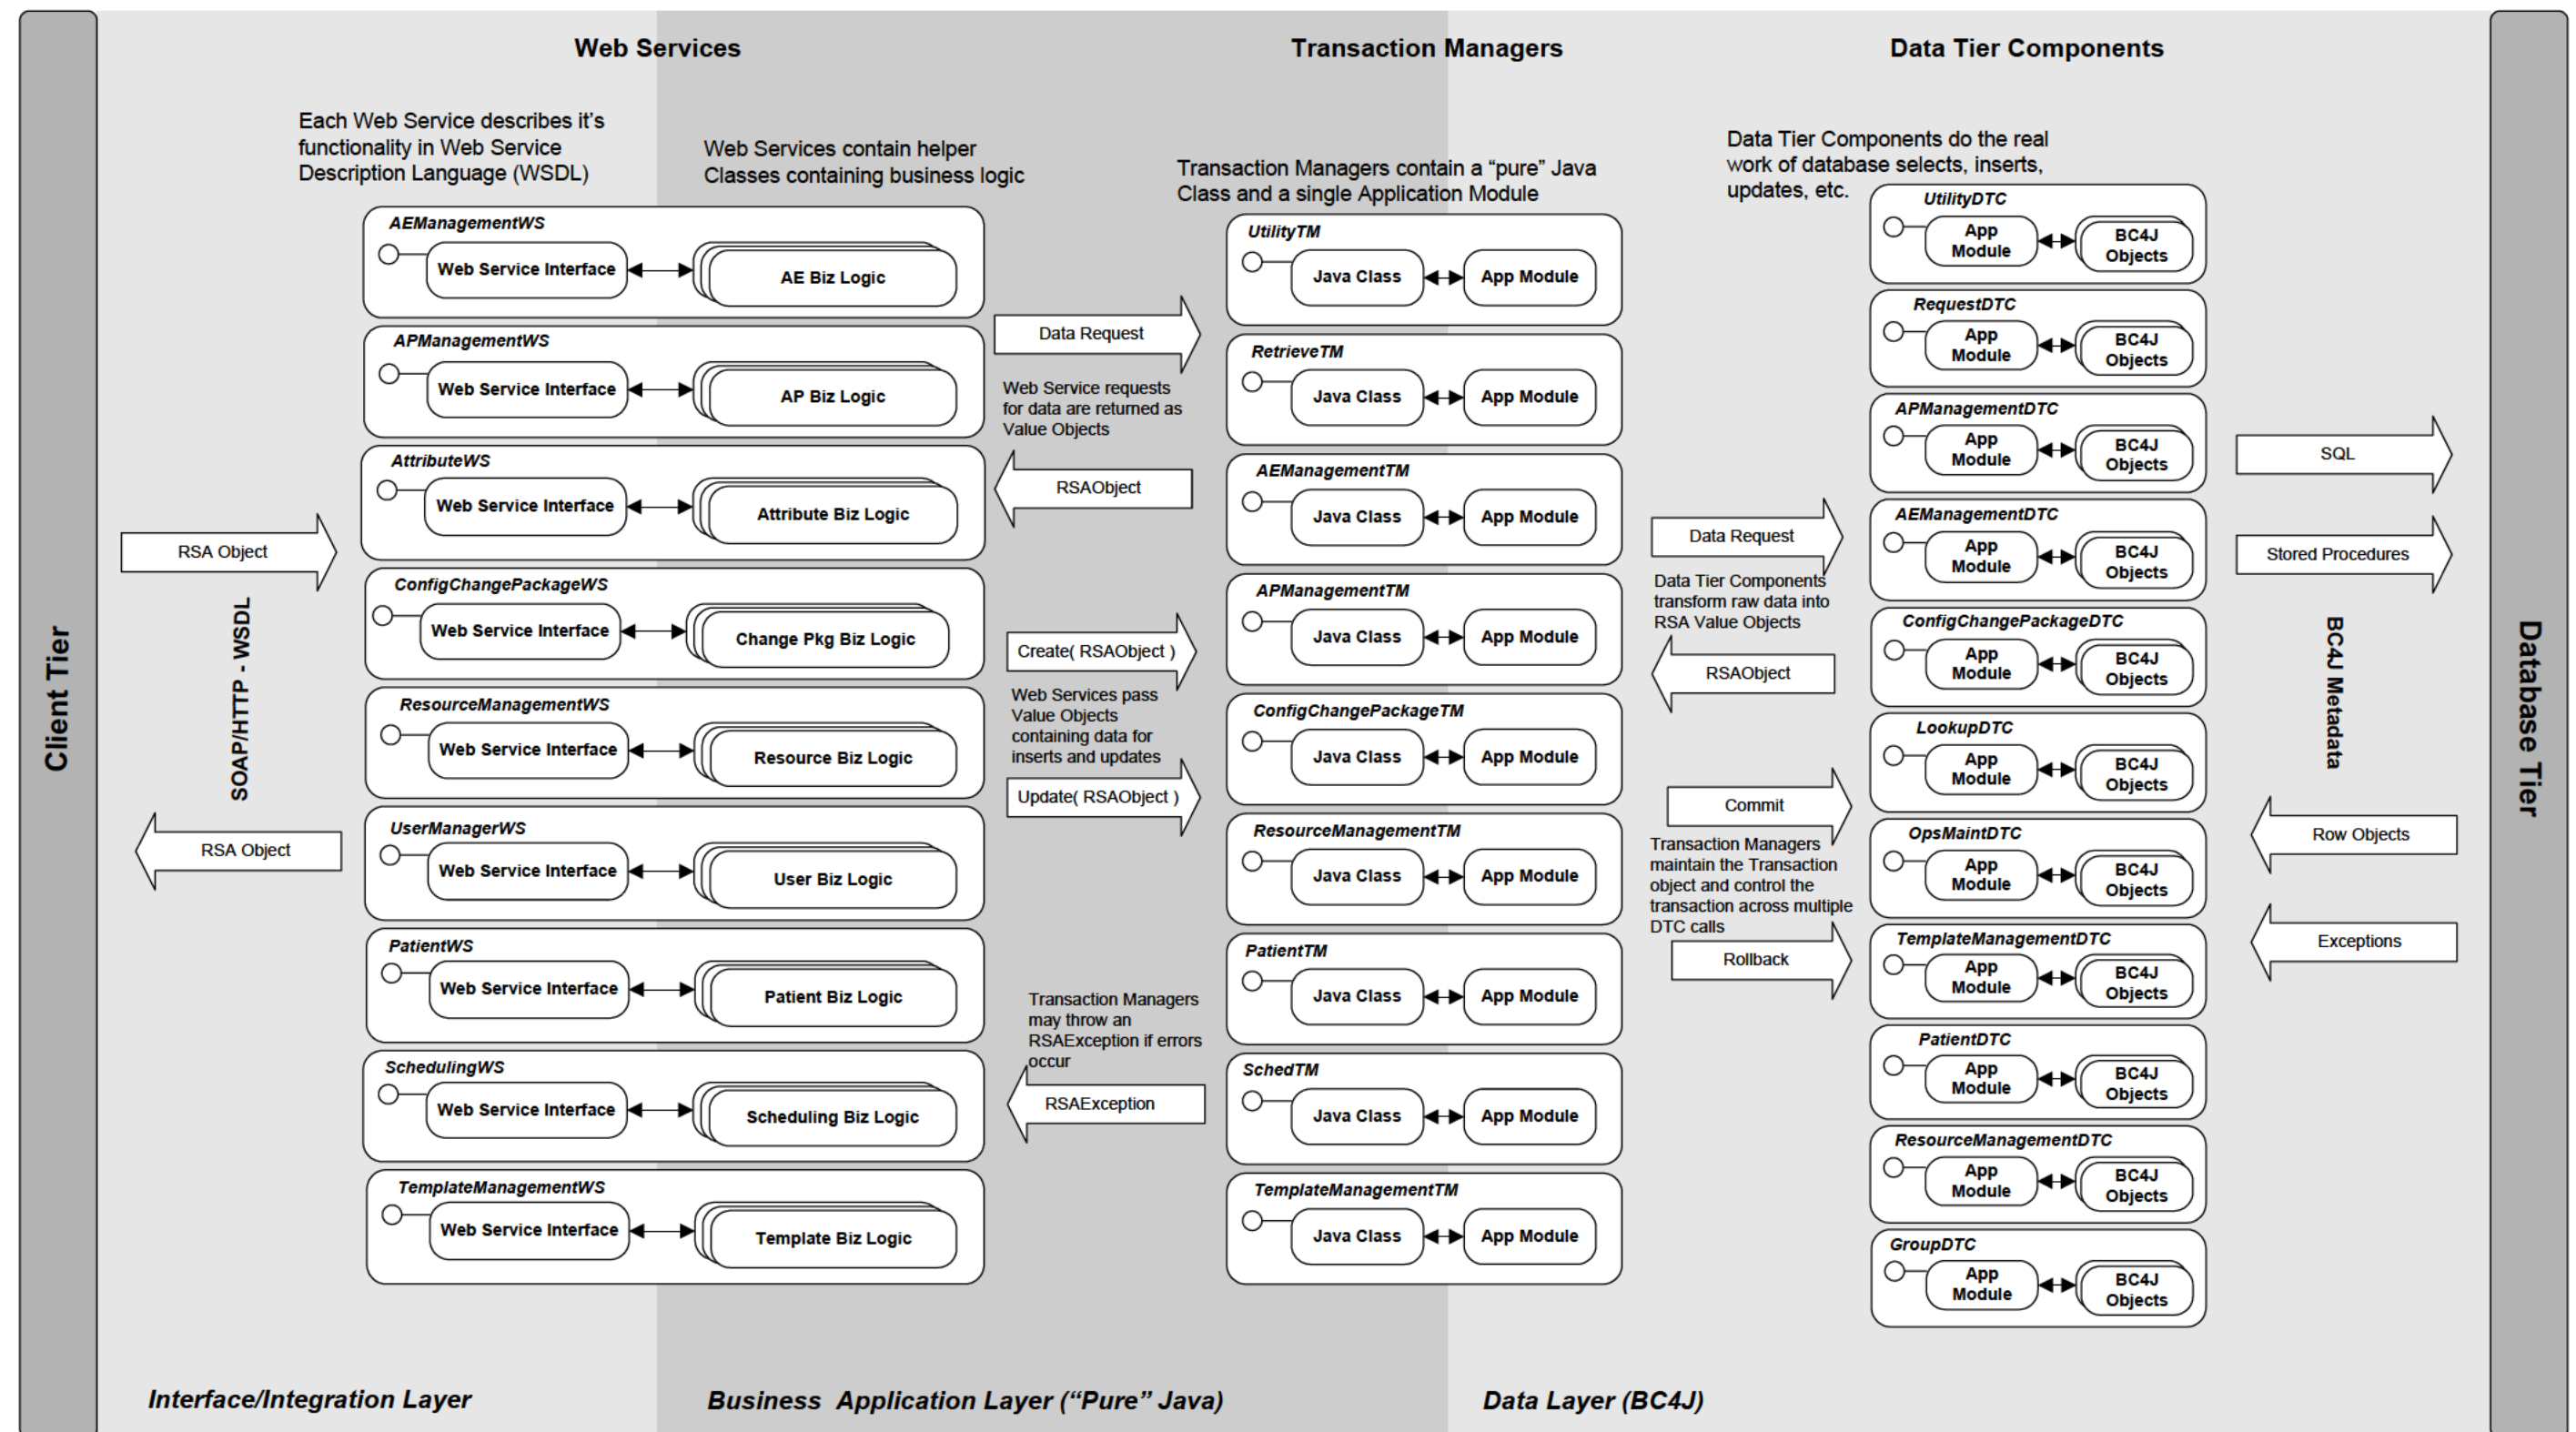 Client Tier
SOAP/HTTP - WSDL
RSA Object
RSA Object
Interface/Integration Layer
Web Services
Each Web Service describes it's
functionality in Web Service
Description Language (WSDL)
Web Services contain helper
Classes containing business logic
AEManagementWS
Web Service Interface
AE Biz Logic
APManagementWS
Web Service Interface
AP Biz Logic
AttributeWS
Web Service Interface
Attribute Biz Logic
ConfigChangePackageWS
Web Service Interface
Change Pkg Biz Logic
ResourceManagementWS
Web Service Interface
Resource Biz Logic
UserManagerWS
Web Service Interface
User Biz Logic
PatientWS
Web Service Interface
Patient Biz Logic
SchedulingWS
Web Service Interface
Scheduling Biz Logic
TemplateManagementWS
Web Service Interface
Template Biz Logic
Business Application Layer (“Pure” Java)
Data Request
Web Service requests
for data are returned as
Value Objects
RSAObject
Create( RSAObject )
Web Services pass
Value Objects
containing data for
inserts and updates
Update( RSAObject )
Transaction Managers
may throw an
RSAException if errors
occur
RSAException
Transaction Managers
Transaction Managers contain a “pure” Java
Class and a single Application Module
UtilityTM
Java Class
App Module
RetrieveTM
Java Class
App Module
AEManagementTM
Java Class
App Module
APManagementTM
Java Class
App Module
ConfigChangePackageTM
Java Class
App Module
ResourceManagementTM
Java Class
App Module
PatientTM
Java Class
App Module
SchedTM
Java Class
App Module
TemplateManagementTM
Java Class
App Module
Data Layer (BC4J)
Data Request
Data Tier Components
transform raw data into
RSA Value Objects
RSAObject
Commit
Transaction Managers
maintain the Transaction
object and control the
transaction across multiple
DTC calls
Rollback
Data Tier Components
Data Tier Components do the real
work of database selects, inserts,
updates, etc.
UtilityDTC
App
Module
BC4J
Objects
RequestDTC
App
Module
BC4J
Objects
APManagementDTC
App
Module
BC4J
Objects
AEManagementDTC
App
Module
BC4J
Objects
ConfigChangePackageDTC
App
Module
BC4J
Objects
LookupDTC
App
Module
BC4J
Objects
OpsMaintDTC
App
Module
BC4J
Objects
TemplateManagementDTC
App
Module
BC4J
Objects
PatientDTC
App
Module
BC4J
Objects
ResourceManagementDTC
App
Module
BC4J
Objects
GroupDTC
App
Module
BC4J
Objects
SQL
Stored Procedures
BC4J Metadata
Row Objects
Exceptions
Database Tier